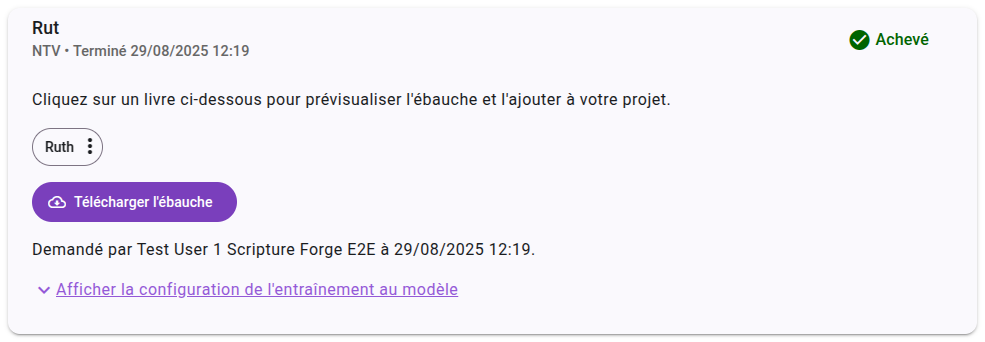 Rut
NTV • Terminé 29/08/2025 12:19
Achevé
Cliquez sur un livre ci-dessous pour prévisualiser l'ébauche et l'ajouter à votre projet.
Ruth
Télécharger l'ébauche
Demandé par Test User 1 Scripture Forge E2E à 29/08/2025 12:19.
Afficher la configuration de l'entraînement au modèle